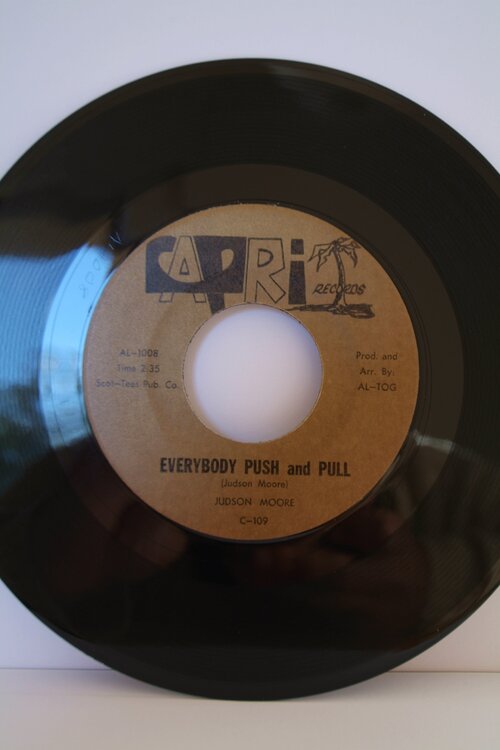 CAPRI
RECORDS
AL-1008
Time 2:35
Scot-Tees Pub. Co.
Prod. and
Arr. By:
AL-TOG
EVERYBODY PUSH and PULL
(Judson Moore)
JUDSON MOORE
C-109